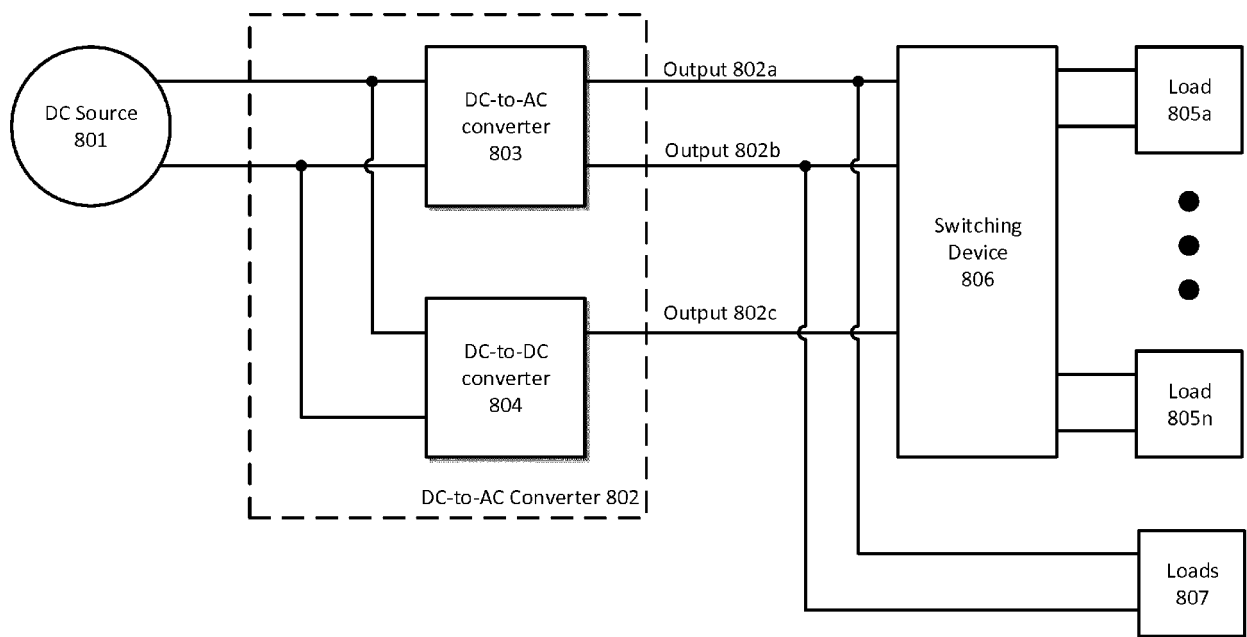 DC Source
801
DC-to-AC
converter
803
DC-to-DC
converter
804
DC-to-AC Converter 802
Output 802a
Output 802b
Output 802c
Switching
Device
806
Load
805a
Load
805n
Loads
807